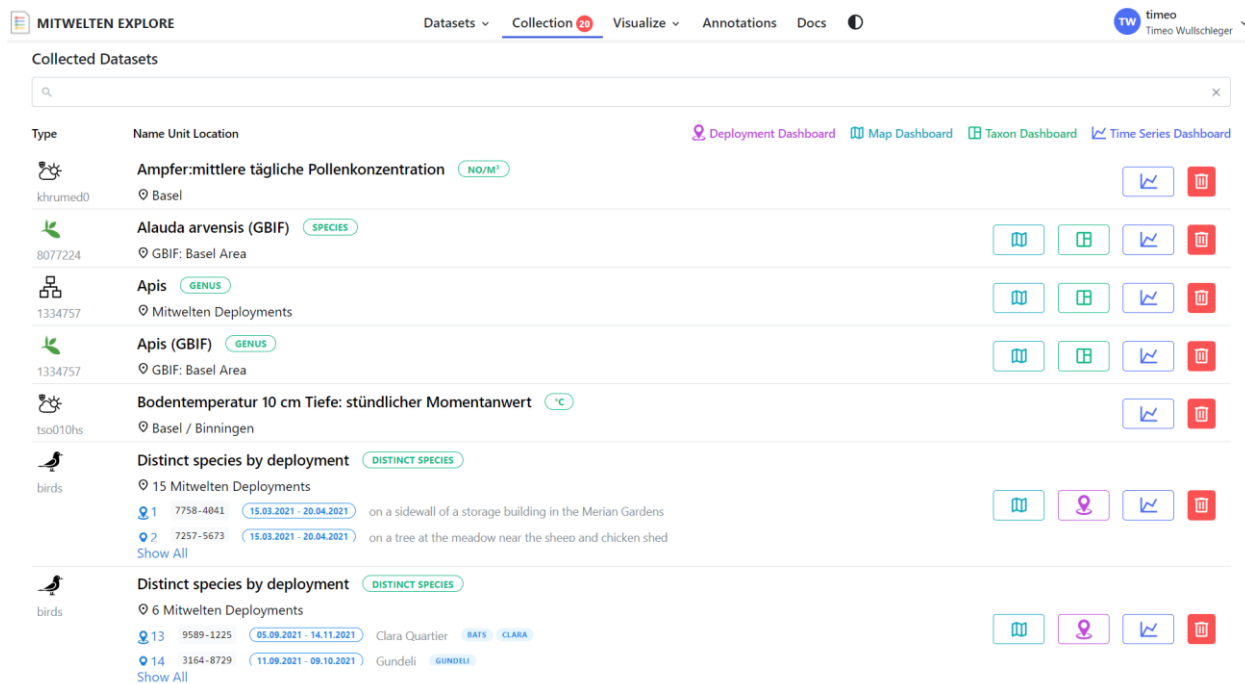 MITWELTEN EXPLORE Datasets Collection 20 Visualize Annotations Docs TW timeo
Timeo Wullschleger
Collected Datasets
Type Name Unit Location Deployment Dashboard Map Dashboard Taxon Dashboard Time Series Dashboard
Ampfer:mittlere tägliche Pollenkonzentration NO/M³
khrumed0 Basel
Alauda arvensis (GBIF) SPECIES
8077224 GBIF: Basel Area
Apis GENUS
1334757 Mitwelten Deployments
Apis (GBIF) GENUS
1334757 GBIF: Basel Area
Bodentemperatur 10 cm Tiefe: stündlicher Momentanwert °C
tso010hs Basel / Binningen
Distinct species by deployment DISTINCT SPECIES
birds 15 Mitwelten Deployments
1 7758-4041 15.03.2021 - 20.04.2021 on a sidewall of a storage building in the Merian Gardens
2 7257-5673 15.03.2021 - 20.04.2021 on a tree at the meadow near the sheep and chicken shed
Show All
Distinct species by deployment DISTINCT SPECIES
birds 6 Mitwelten Deployments
13 9589-1225 05.09.2021 - 14.11.2021 Clara Quartier BATS CLARA
14 3164-8729 11.09.2021 - 09.10.2021 Gundeli GUNDELI
Show All